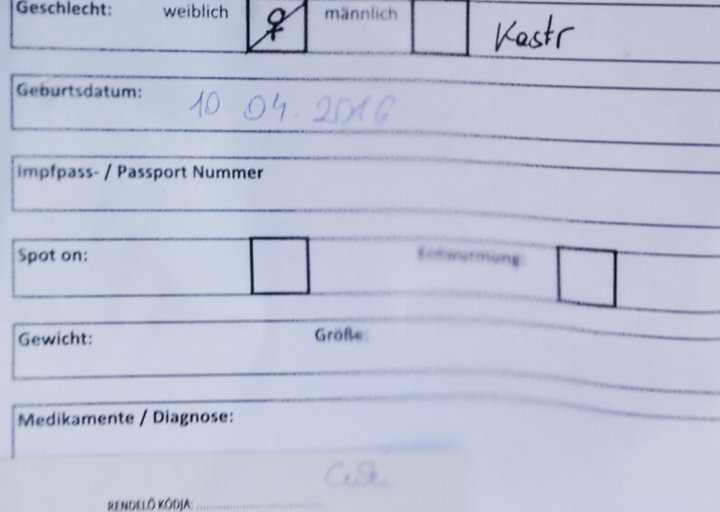 Geschlecht: weiblich ♀ männlich Kastr
Geburtsdatum: 10 04. 2016
Impfpass- / Passport Nummer
Spot on: Entwurmung:
Gewicht: Größe:
Medikamente / Diagnose:
RENDELŐ KÓDJA: